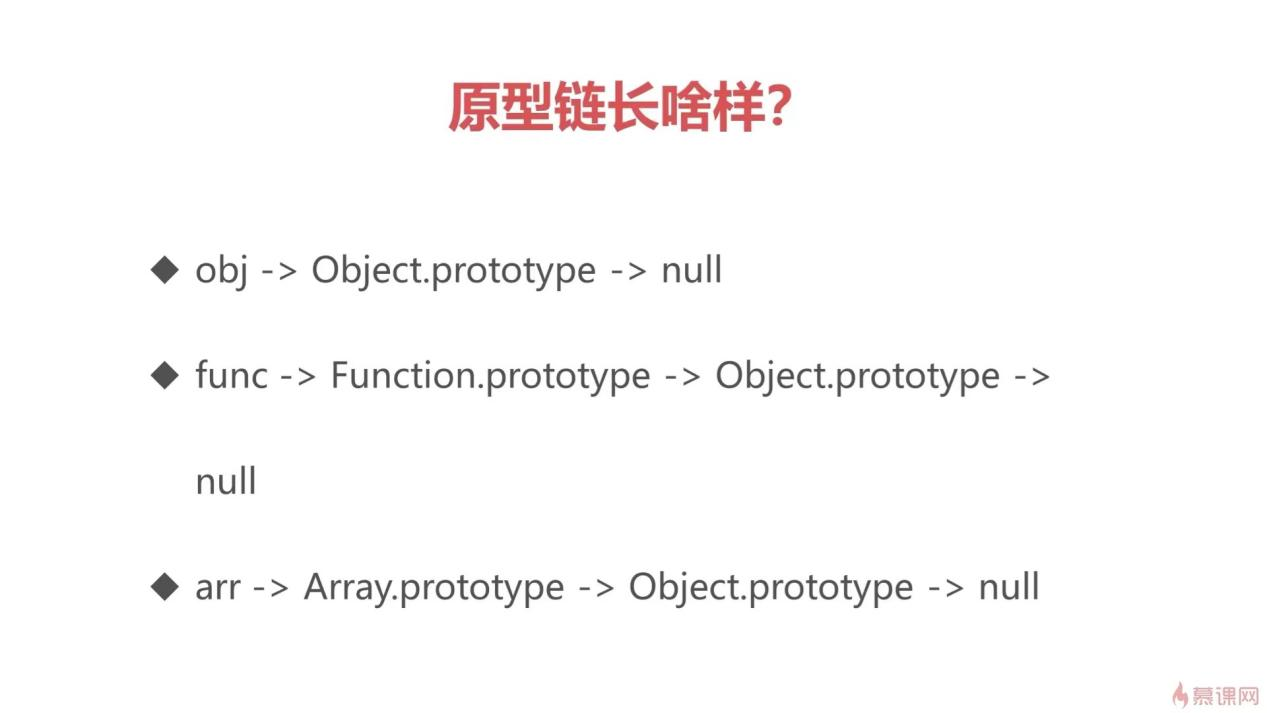 原型链长啥样?
◆ obj -> Object.prototype -> null
◆ func -> Function.prototype -> Object.prototype ->
null
◆ arr -> Array.prototype -> Object.prototype -> null
慕课网